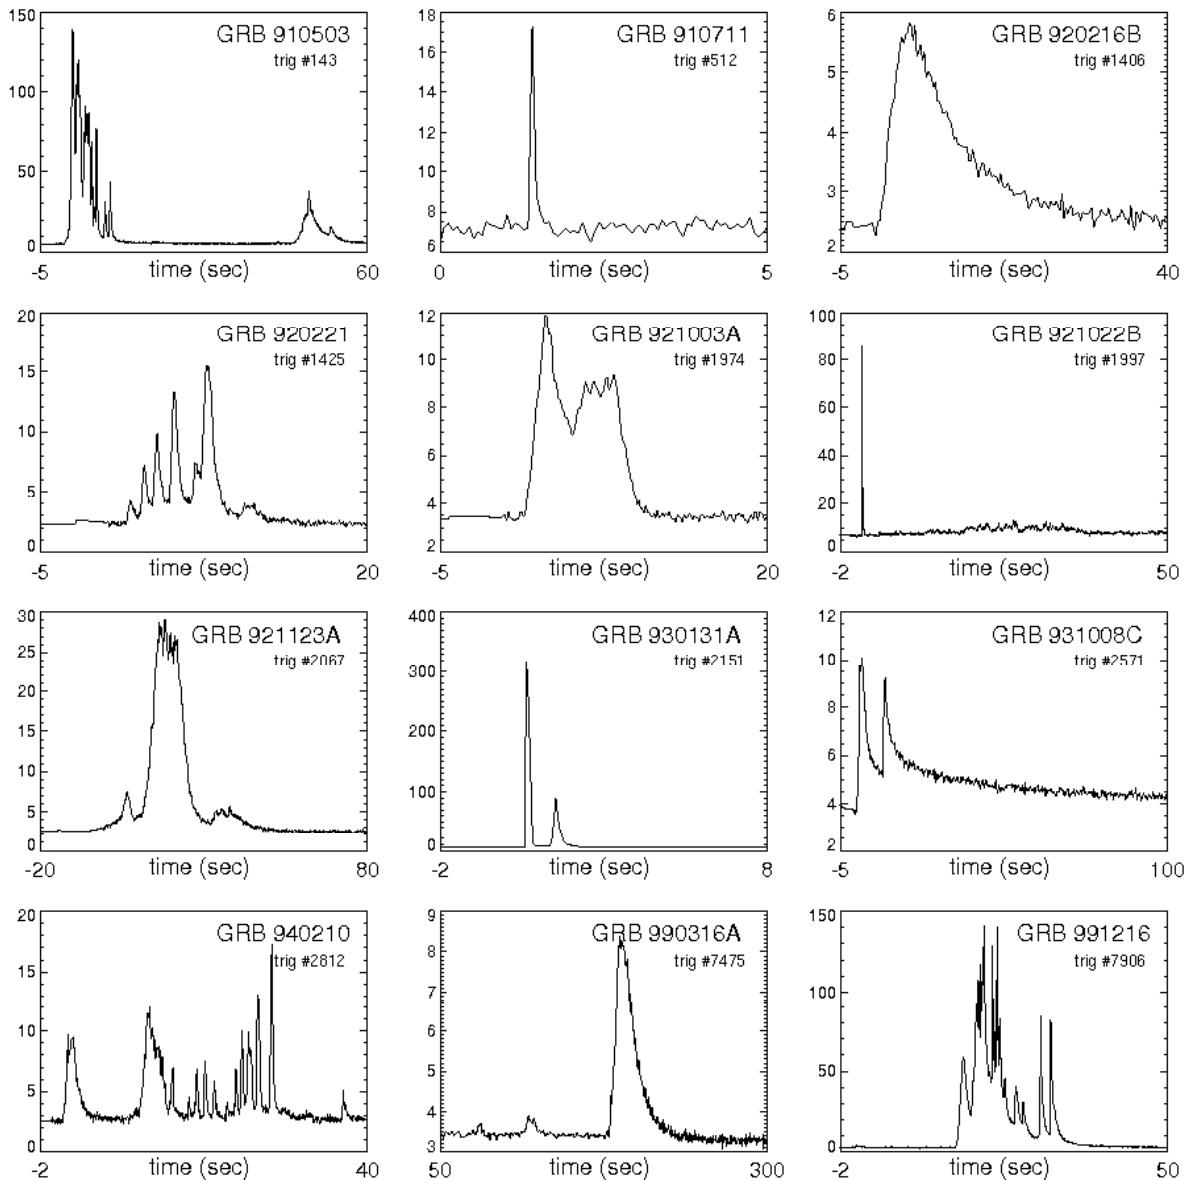 150
100
50
0
GRB 910503
trig #143
-5
time (sec)
60
18
16
14
12
10
8
6
GRB 910711
trig #512
0
time (sec)
5
6
5
4
3
2
GRB 920216B
trig #1406
-5
time (sec)
40
20
15
10
5
0
GRB 920221
trig #1425
-5
time (sec)
20
12
10
8
6
4
2
GRB 921003A
trig #1974
-5
time (sec)
20
100
80
60
40
20
0
GRB 921022B
trig #1997
-2
time (sec)
50
30
25
20
15
10
5
0
GRB 921123A
trig #2067
-20
time (sec)
80
400
300
200
100
0
GRB 930131A
trig #2151
-2
time (sec)
8
12
10
8
6
4
2
GRB 931008C
trig #2571
-5
time (sec)
100
20
15
10
5
0
GRB 940210
trig #2812
-2
time (sec)
40
9
8
7
6
5
4
3
GRB 990316A
trig #7475
50
time (sec)
300
150
100
50
0
GRB 991216
trig #7906
-2
time (sec)
50